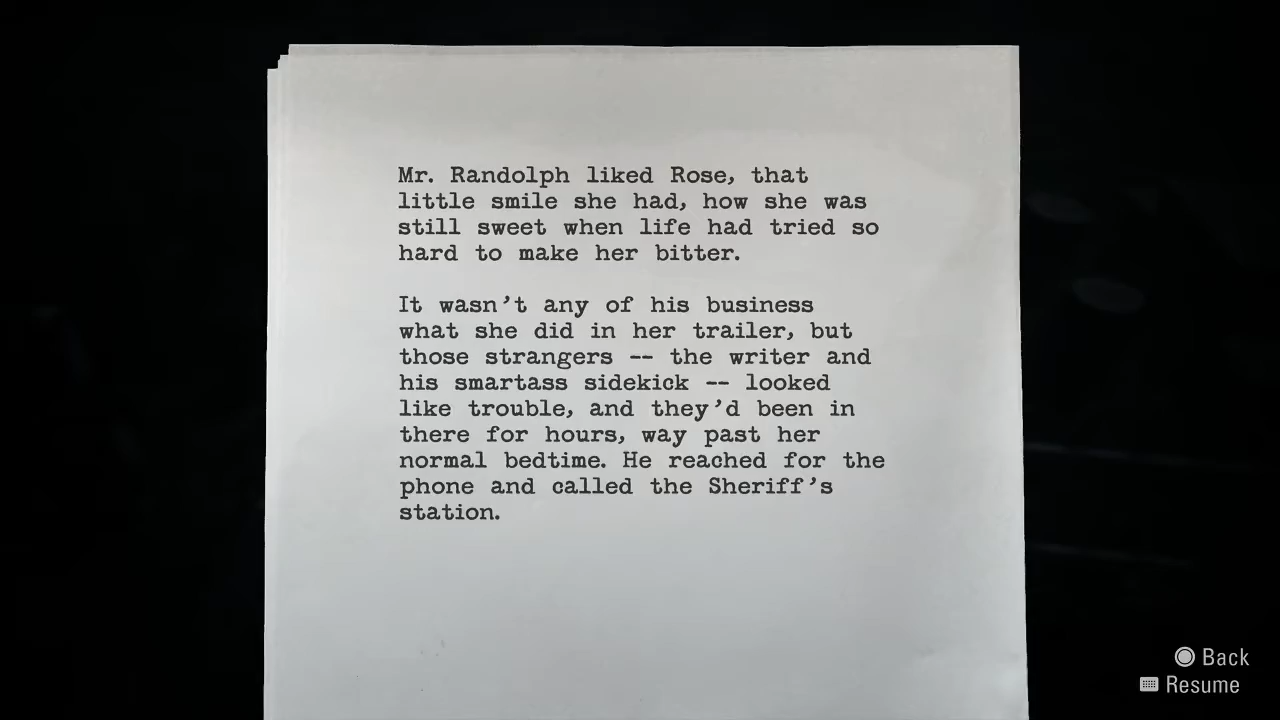 Mr. Randolph liked Rose, that
little smile she had, how she was
still sweet when life had tried so
hard to make her bitter.
It wasn't any of his business
what she did in her trailer, but
those strangers -- the writer and
his smartass sidekick -- looked
like trouble, and they'd been in
there for hours, way past her
normal bedtime. He reached for the
phone and called the Sheriff's
station.
Back
Resume